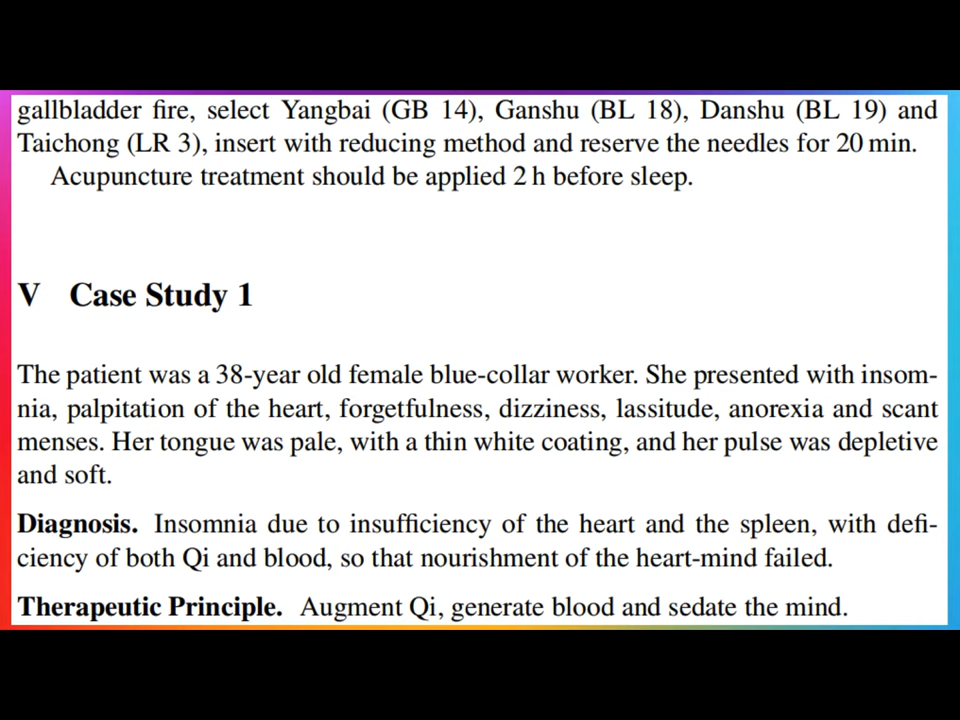 gallbladder fire, select Yangbai (GB 14), Ganshu (BL 18), Danshu (BL 19) and
Taichong (LR 3), insert with reducing method and reserve the needles for 20 min.
Acupuncture treatment should be applied 2 h before sleep.
V Case Study 1
The patient was a 38-year old female blue-collar worker. She presented with insom-
nia, palpitation of the heart, forgetfulness, dizziness, lassitude, anorexia and scant
menses. Her tongue was pale, with a thin white coating, and her pulse was depletive
and soft.
Diagnosis. Insomnia due to insufficiency of the heart and the spleen, with defi-
ciency of both Qi and blood, so that nourishment of the heart-mind failed.
Therapeutic Principle. Augment Qi, generate blood and sedate the mind.